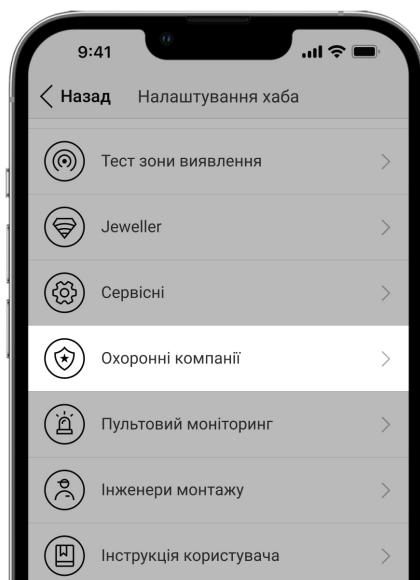 9:41
Назад Налаштування хаба
Тест зони виявлення
Jeweller
Сервісні
Охоронні компанії
Пультовий моніторинг
Інженери монтажу
Інструкція користувача